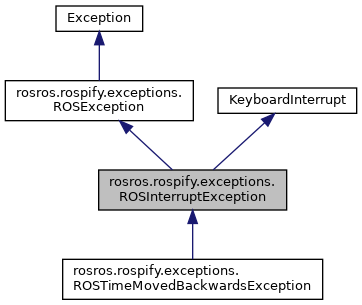 Exception
rosros.rospify.exceptions.
ROSException
KeyboardInterrupt
rosros.rospify.exceptions.
ROSInterruptException
rosros.rospify.exceptions.
ROSTimeMovedBackwardsException